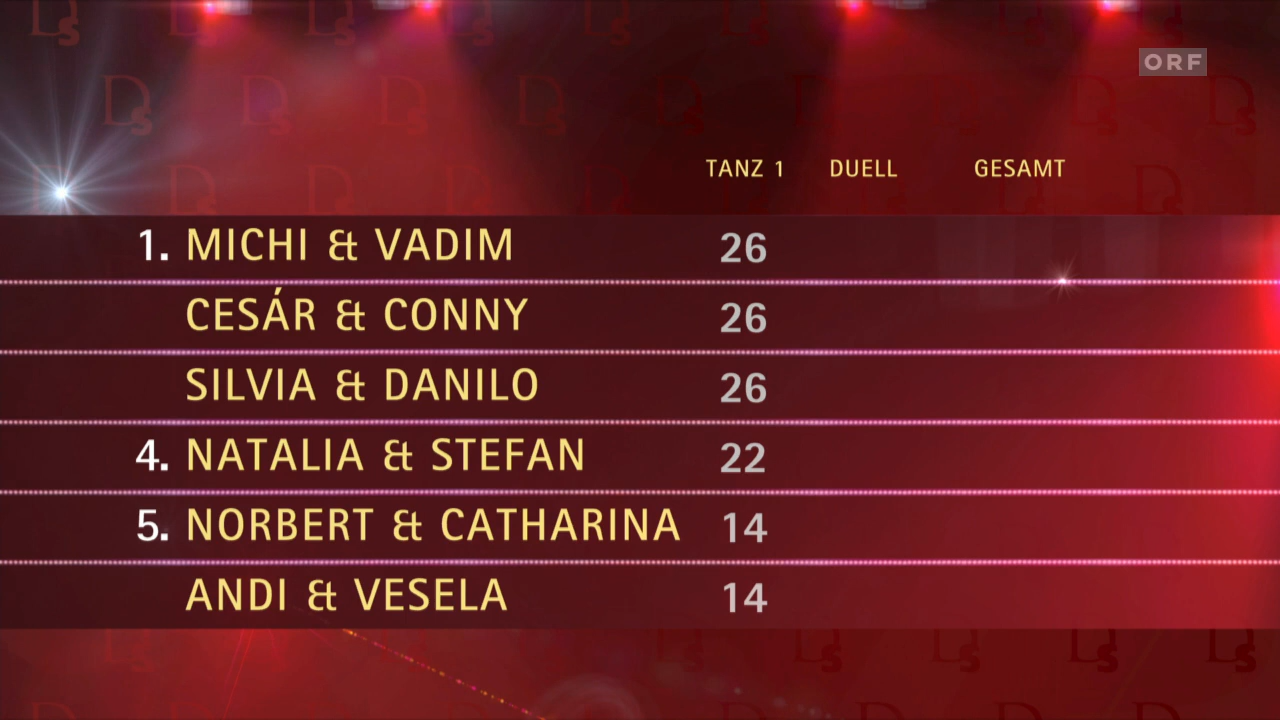 ORF
TANZ 1 DUELL GESAMT
1. MICHI & VADIM 26
CESÁR & CONNY 26
SILVIA & DANILO 26
4. NATALIA & STEFAN 22
5. NORBERT & CATHARINA 14
ANDI & VESELA 14